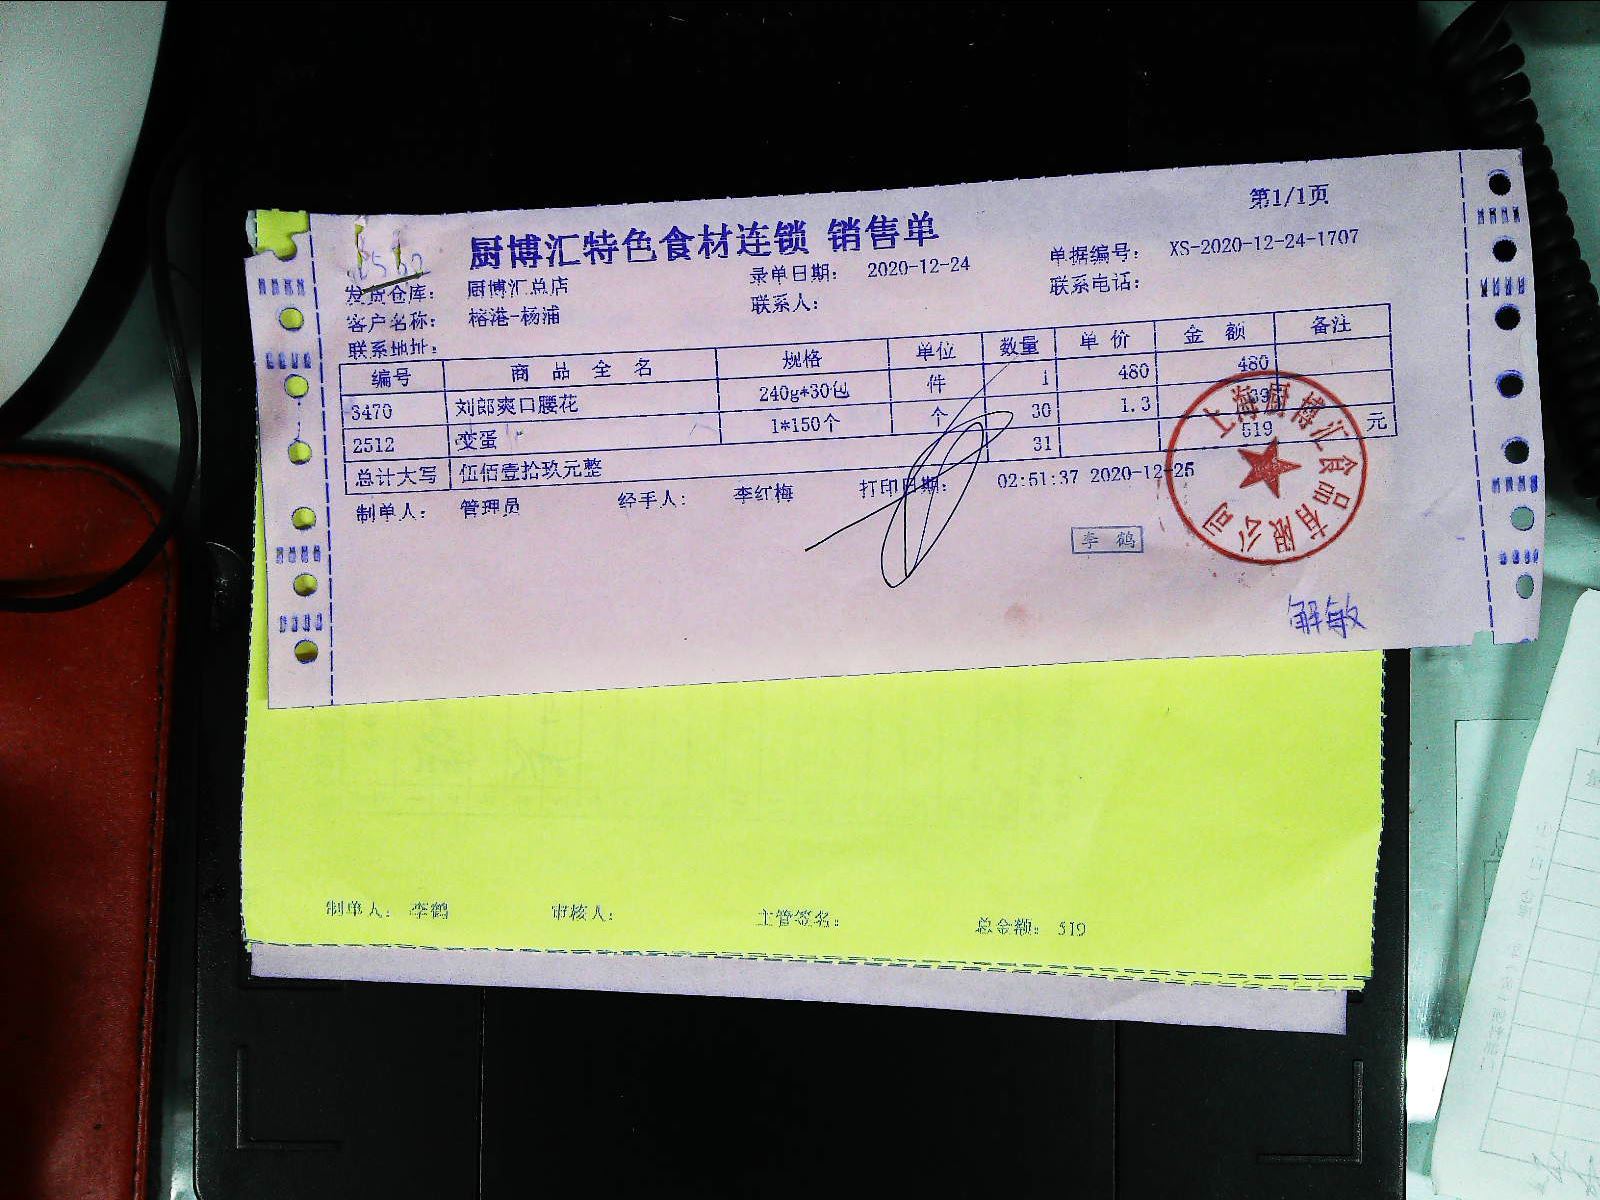 第1/1页
厨博汇特色食材连锁 销售单
发货仓库： 厨博汇总店 录单日期： 2020-12-24 单据编号： XS-2020-12-24-1707
客户名称： 榕港-杨浦 联系人： 联系电话：
联系地址：
编号 商品全名 规格 单位 数量 单价 金额 备注
3470 刘郎爽口腰花 240g*30包 件 1 480 480
2512 变蛋 1*150个 个 30 1.3 39
总计大写 伍佰壹拾玖元整 31 519 元
制单人： 管理员 经手人： 李红梅 打印日期： 02:51:37 2020-12-25
上海厨博汇食品有限公司
李鹤
解敏
制单人： 李鹤 审核人： 主管签名： 总金额： 519